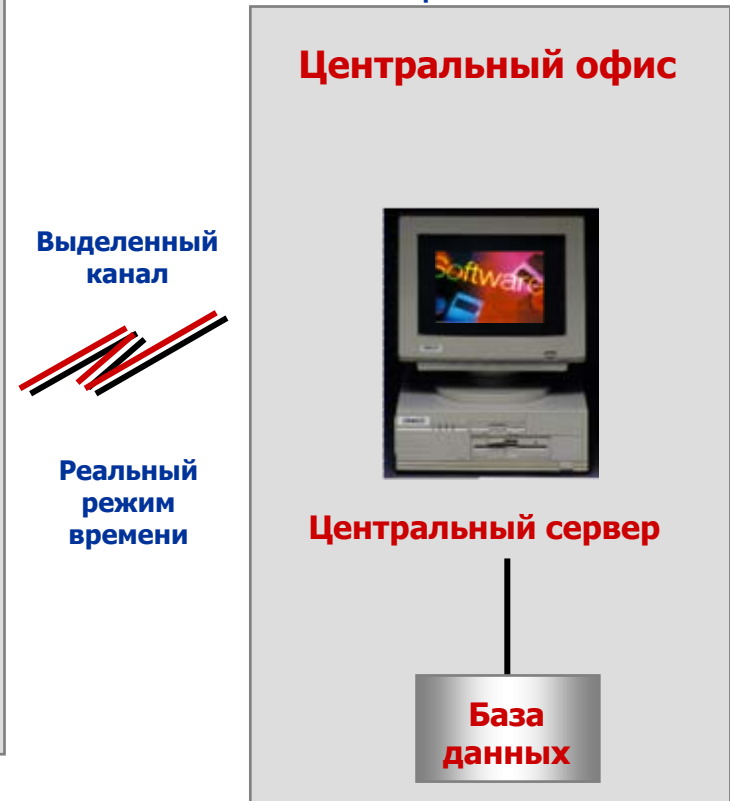 Центральный офис
Выделенный
канал
Software
Реальный
режим
времени
Центральный сервер
База
данных